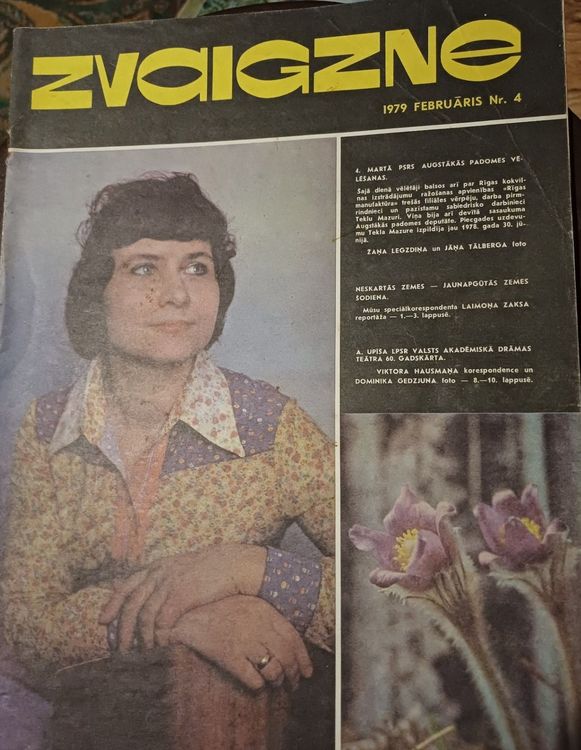 ZVAIGZNE
1979 FEBRUĀRIS Nr. 4
4. MARTĀ PSRS AUGSTĀKĀS PADOMES VĒ-
LĒŠANAS.
Šajā dienā vēlētāji balsos arī par Rīgas kokvil-
nas izstrādājumu ražošanas apvienības «Rīgas
manufaktūra» trešās filiāles vērpēju, darba pirm-
rindnieci un pazīstamu sabiedrisko darbinieci
Teklu Mazuri. Viņa bija arī devītā sasaukuma
Augstākās padomes deputāte. Piecgades uzdevu-
mu Tekla Mazure izpildīja jau 1978. gada 30. jū-
nijā.
ŽAŅA LEGZDIŅA un JĀŅA TĀLBERGA foto
NESKARTĀS ZEMES — JAUNAPGŪTĀS ZEMES
ŠODIENA.
Mūsu speciālkorespondenta LAIMOŅA ZAKSA
reportāža — 1.—3. lappusē.
A. UPĪŠA LPSR VALSTS AKADĒMISKĀ DRĀMAS
TEĀTRA 60. GADSKĀRTA.
VIKTORA HAUSMAŅA korespondence un
DOMINIKA GEDZJUNA foto — 8.—10. lappusē.